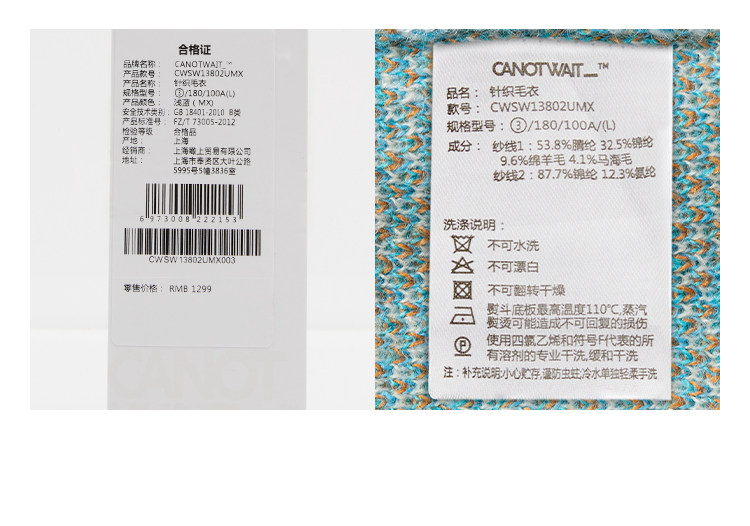 合格证
品牌名称： CANOTWAIT_™
产品款号： CWSW13802UMX
产品名称： 针织毛衣
规格型号： ③/180/100A(L)
产品颜色： 浅蓝（MX）
安全技术类别：GB 18401-2010 B类
产品标准号：FZ/T 73005-2012
检验等级： 合格品
产地： 上海
经销商： 上海瞰上贸易有限公司
地址： 上海市奉贤区大叶公路
5995号5幢3836室
6 973008 222153
CWSW13802UMX003
零售价格： RMB 1299
CANOT
CANOTWAIT_™
品名： 针织毛衣
款号： CWSW13802UMX
规格型号：③/180/100A/(L)
成分： 纱线1：53.8%腈纶 32.5%锦纶
9.6%绵羊毛 4.1%马海毛
纱线2：87.7%锦纶 12.3%氨纶
洗涤说明：
不可水洗
不可漂白
不可翻转干燥
熨斗底板最高温度110℃,蒸汽
熨烫可能造成不可回复的损伤
使用四氯乙烯和符号F代表的所
有溶剂的专业干洗,缓和干洗
注：补充说明:小心贮存,谨防虫蛀,冷水单独轻柔手洗